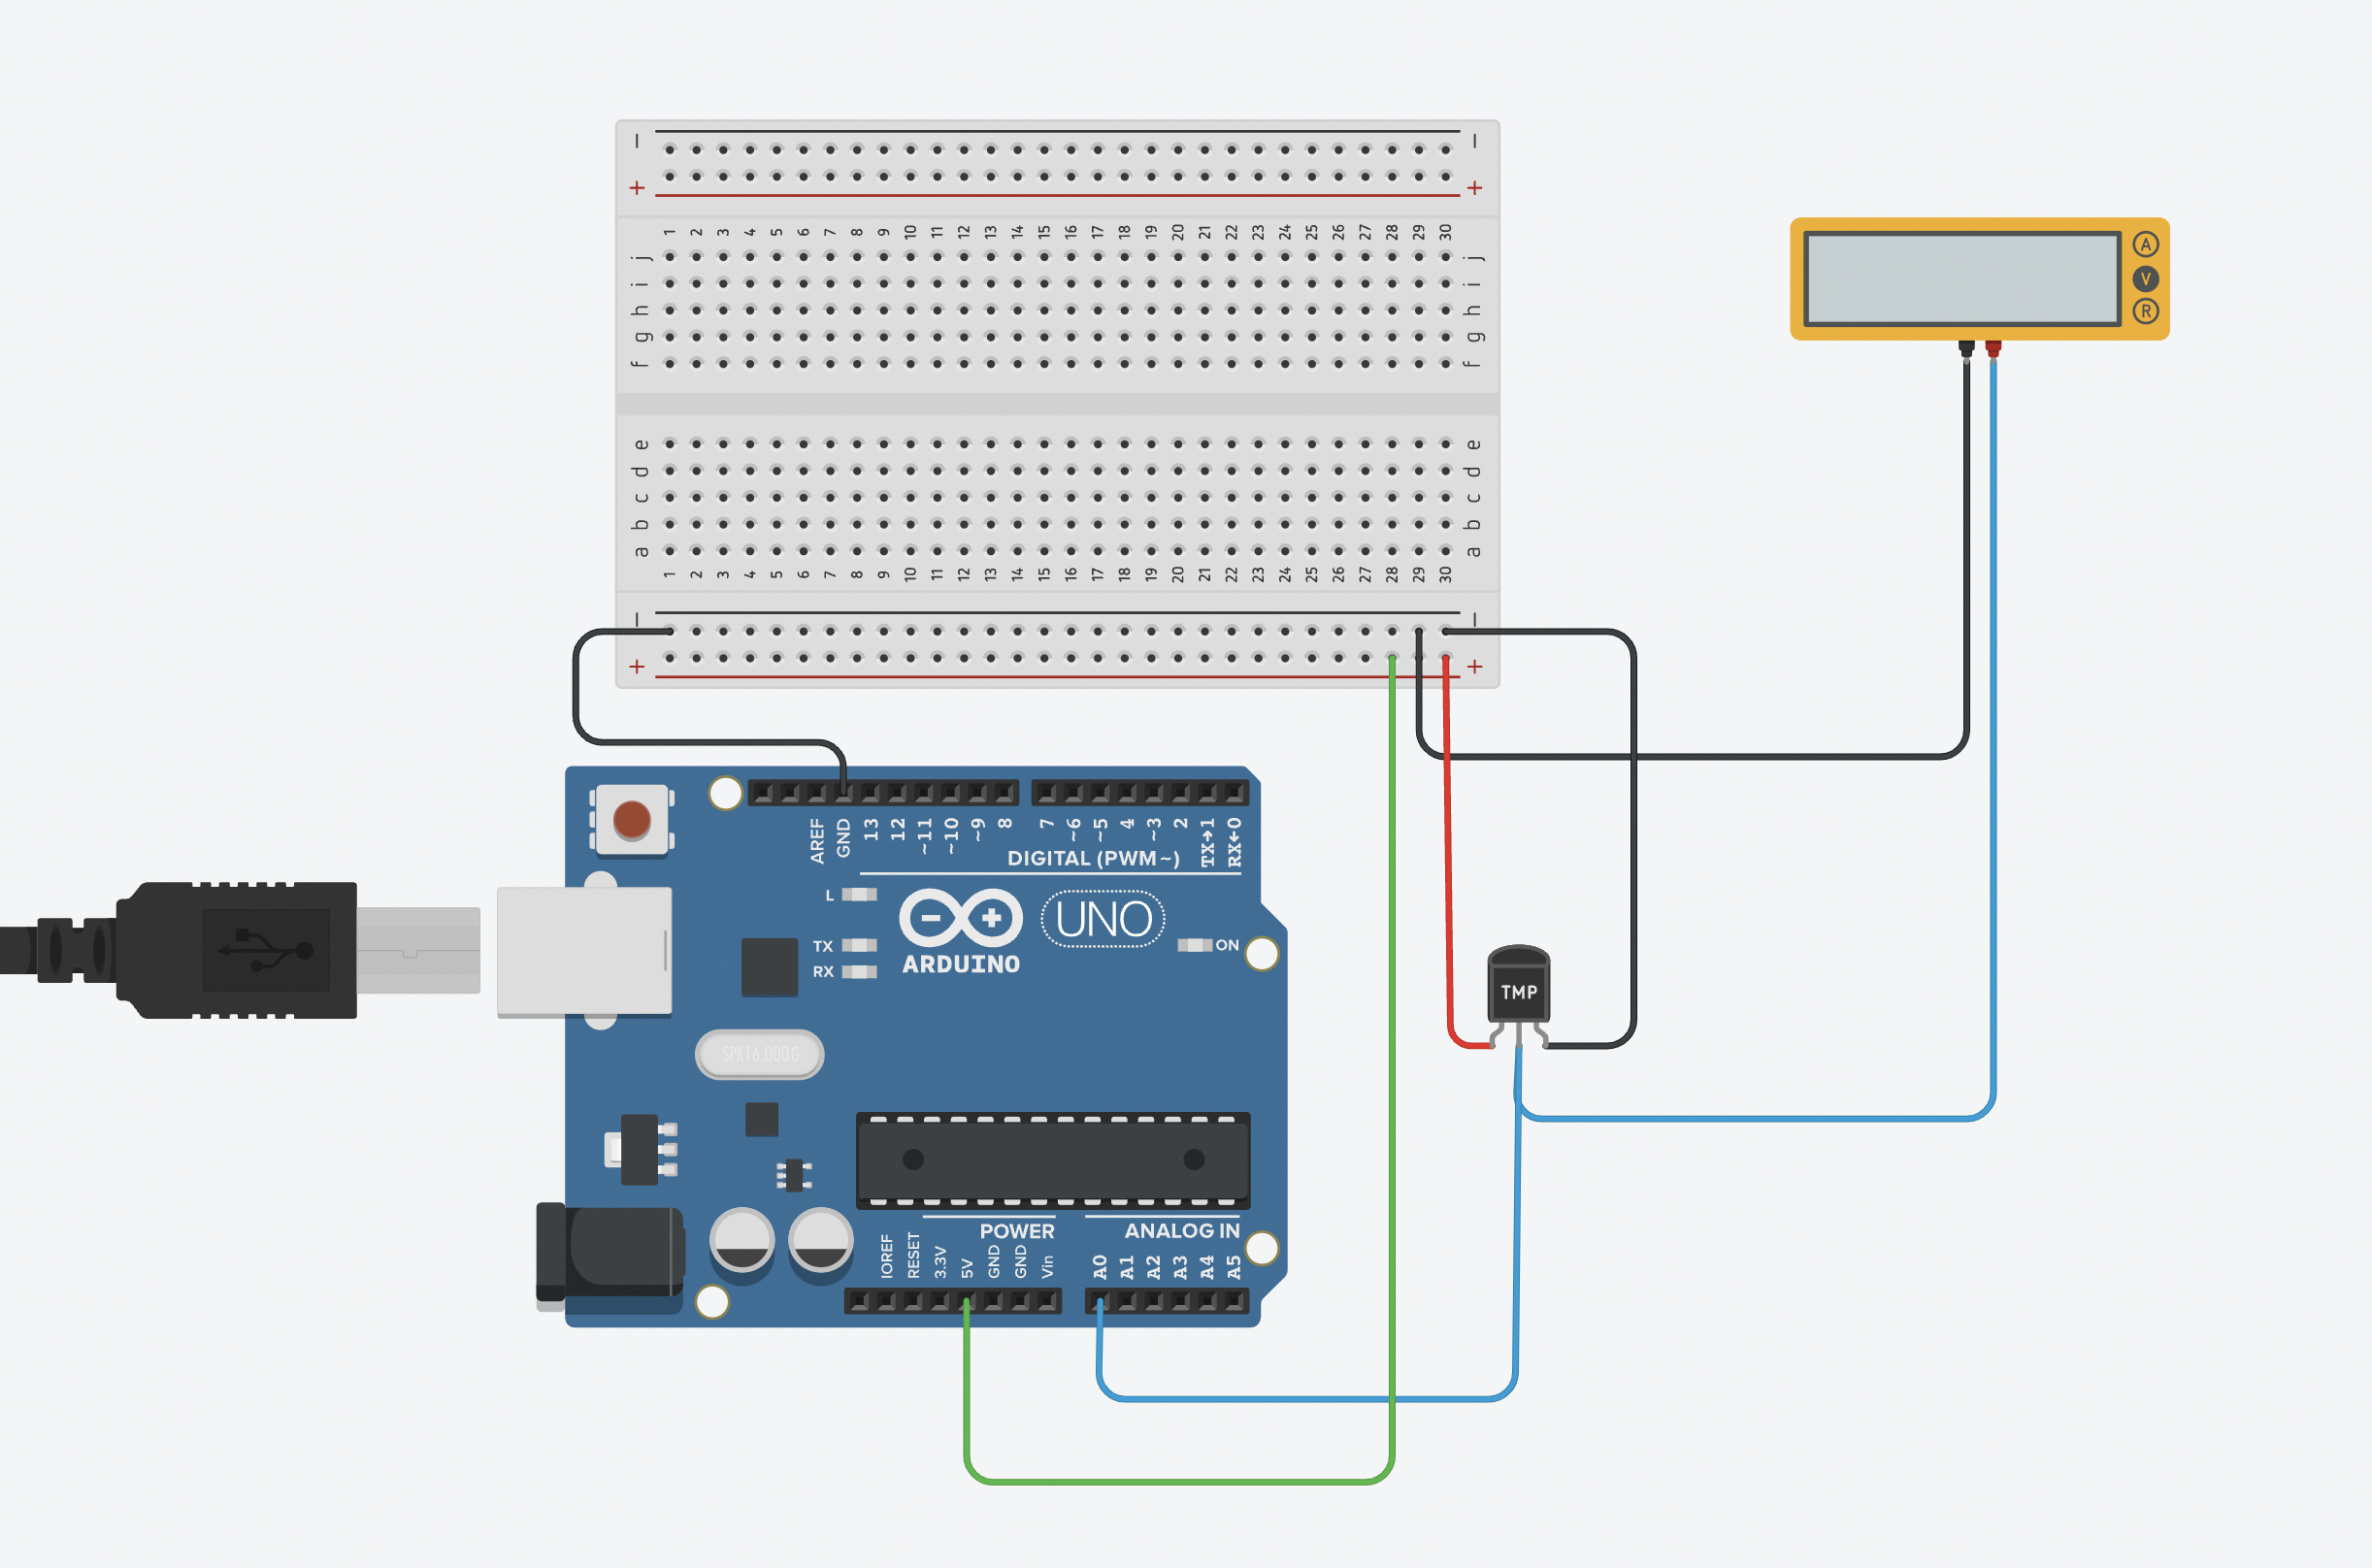 − −
+ +
1 2 3 4 5 6 7 8 9 10 11 12 13 14 15 16 17 18 19 20 21 22 23 24 25 26 27 28 29 30
j j
i i
h h
g g
f f
e e
d d
c c
b b
a a
1 2 3 4 5 6 7 8 9 10 11 12 13 14 15 16 17 18 19 20 21 22 23 24 25 26 27 28 29 30
− −
+ +
A
V
R
AREF GND 13 12 ~11 ~10 ~9 8 7 ~6 ~5 4 ~3 2 TX→1 RX←0
DIGITAL (PWM~)
L
TX
RX
ARDUINO
UNO
ON
TMP
SPK16.000G
POWER
ANALOG IN
IOREF RESET 3.3V 5V GND GND Vin A0 A1 A2 A3 A4 A5